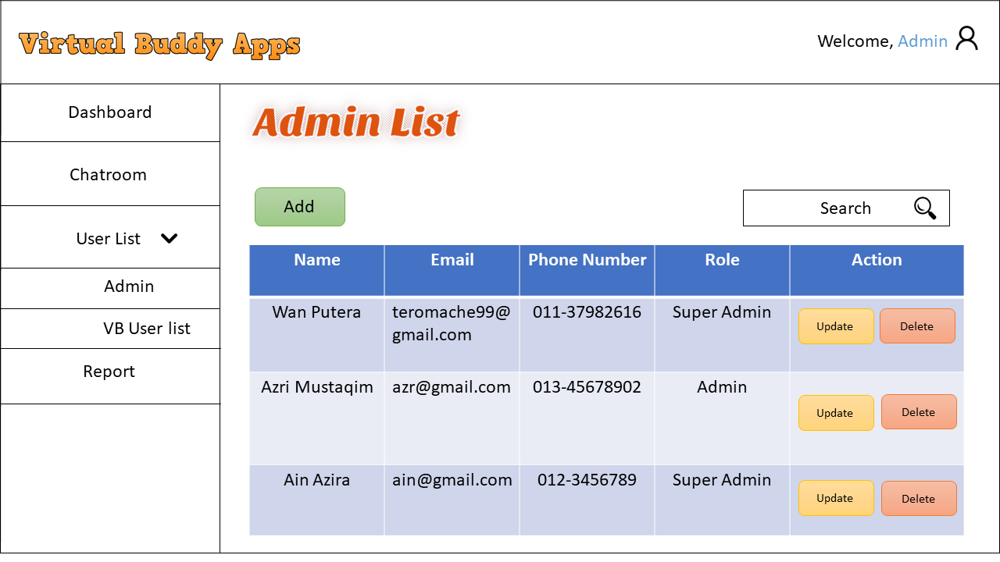 Virtual Buddy Apps
Welcome, Admin
Dashboard
Chatroom
User List
Admin
VB User list
Report
Admin List
Add
Search
Name Email Phone Number Role Action
Wan Putera teromache99@ 011-37982616 Super Admin Update Delete
gmail.com
Azri Mustaqim azr@gmail.com 013-45678902 Admin Update Delete
Ain Azira ain@gmail.com 012-3456789 Super Admin Update Delete